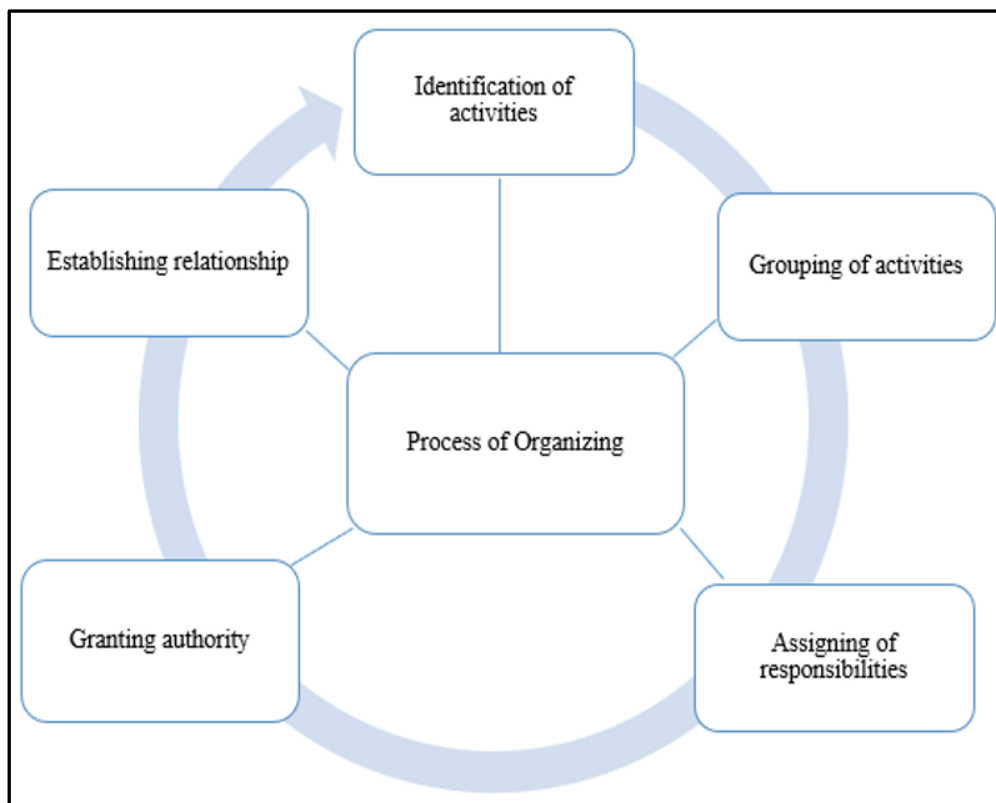 Identification of
activities
Grouping of activities
Assigning of
responsibilities
Granting authority
Establishing relationship
Process of Organizing